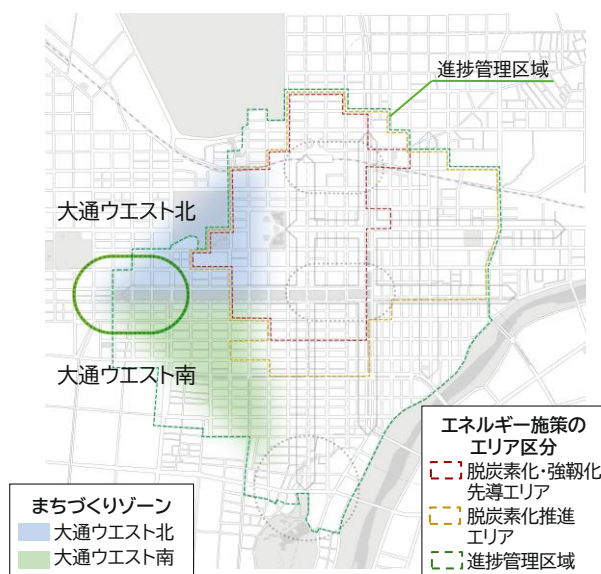 進捗管理区域
大通ウエスト北
大通ウエスト南
まちづくりゾーン
大通ウエスト北
大通ウエスト南
エネルギー施策の
エリア区分
脱炭素化・強靱化
先導エリア
脱炭素化推進
エリア
進捗管理区域